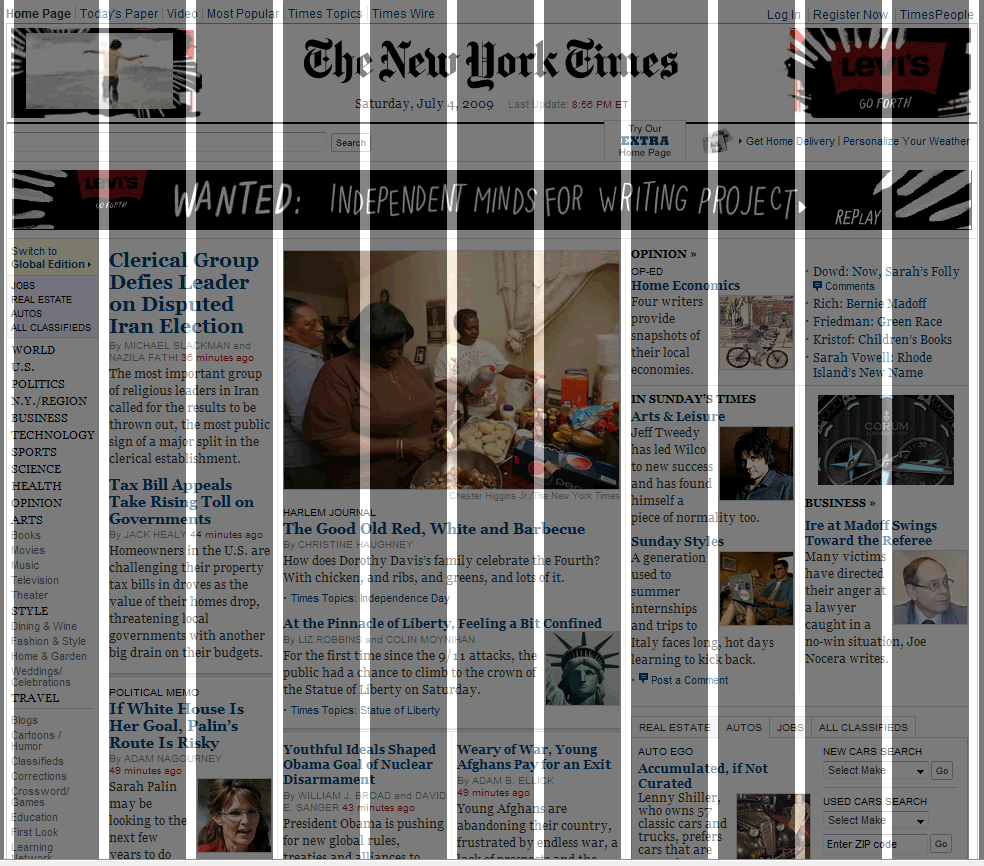 Home Page Today's Paper Video Most Popular Times Topics Times Wire
Log In Register Now TimesPeople
The New York Times
Saturday, July 4, 2009 Last Update: 8:56 PM ET
LEVI'S
GO FORTH
Search
Try Our
EXTRA
Home Page
Get Home Delivery | Personalize Your Weather
LEVI'S
GO FORTH
WANTED: INDEPENDENT MINDS FOR WRITING PROJECT
REPLAY
Switch to
Global Edition
JOBS
REAL ESTATE
AUTOS
ALL CLASSIFIEDS
WORLD
U.S.
POLITICS
N.Y./REGION
BUSINESS
TECHNOLOGY
SPORTS
SCIENCE
HEALTH
OPINION
ARTS
Books
Movies
Music
Television
Theater
STYLE
Dining & Wine
Fashion & Style
Home & Garden
Weddings/
Celebrations
TRAVEL
Blogs
Cartoons /
Humor
Classifieds
Corrections
Crossword/
Games
Education
First Look
Learning
Network
Clerical Group
Defies Leader
on Disputed
Iran Election
By MICHAEL SLACKMAN and
NAZILA FATHI 36 minutes ago
The most important group
of religious leaders in Iran
called for the results to be
thrown out, the most public
sign of a major split in the
clerical establishment.
Tax Bill Appeals
Take Rising Toll on
Governments
By JACK HEALY 44 minutes ago
Homeowners in the U.S. are
challenging their property
tax bills in droves as the
value of their homes drop,
threatening local
governments with another
big drain on their budgets.
POLITICAL MEMO
If White House Is
Her Goal, Palin's
Route Is Risky
By ADAM NAGOURNEY
49 minutes ago
Sarah Palin
may be
looking to the
next few
years to do
Chester Higgins Jr./The New York Times
HARLEM JOURNAL
The Good Old Red, White and Barbecue
By CHRISTINE HAUGHNEY
How does Dorothy Davis's family celebrate the Fourth?
With chicken, and ribs, and greens, and lots of it.
Times Topics: Independence Day
At the Pinnacle of Liberty, Feeling a Bit Confined
By LIZ ROBBINS and COLIN MOYNIHAN
For the first time since the 9/11 attacks, the
public had a chance to climb to the crown of
the Statue of Liberty on Saturday.
Times Topics: Statue of Liberty
Youthful Ideals Shaped
Obama Goal of Nuclear
Disarmament
By WILLIAM J. BROAD and DAVID
E. SANGER 43 minutes ago
President Obama is pushing
for new global rules,
treaties and alliances to
Weary of War, Young
Afghans Pay for an Exit
By ADAM B. ELLICK
49 minutes ago
Young Afghans are
abandoning their country,
frustrated by endless war, a
lack of prospects and the
OPINION »
OP-ED
Home Economics
Four writers
provide
snapshots of
their local
economies.
Dowd: Now, Sarah's Folly
Comments
Rich: Bernie Madoff
Friedman: Green Race
Kristof: Children's Books
Sarah Vowell: Rhode
Island's New Name
IN SUNDAY'S TIMES
Arts & Leisure
Jeff Tweedy
has led Wilco
to new success
and has found
himself a
piece of normality too.
Sunday Styles
A generation
used to
summer
internships
and trips to
Italy faces long, hot days
learning to kick back.
Post a Comment
CORUM
BUSINESS »
Ire at Madoff Swings
Toward the Referee
Many victims
have directed
their anger at
a lawyer
caught in a
no-win situation, Joe
Nocera writes.
REAL ESTATE AUTOS JOBS ALL CLASSIFIEDS
AUTO EGO
Accumulated, if Not
Curated
Lenny Shiller,
who owns 57
classic cars and
trucks, prefers
cars that are
NEW CARS SEARCH
Select Make Go
USED CARS SEARCH
Select Make
Enter ZIP code Go